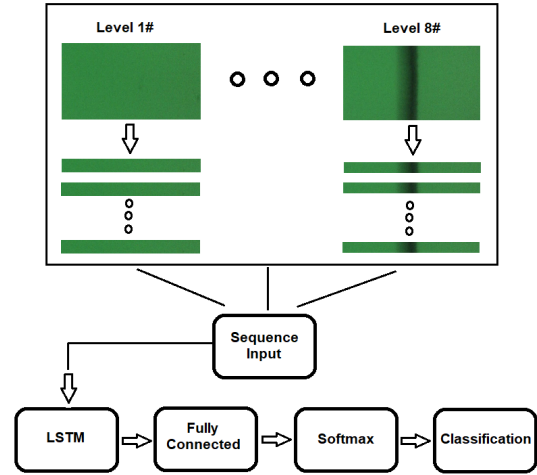 Level 1#
Level 8#
Sequence
Input
LSTM
Fully
Connected
Softmax
Classification